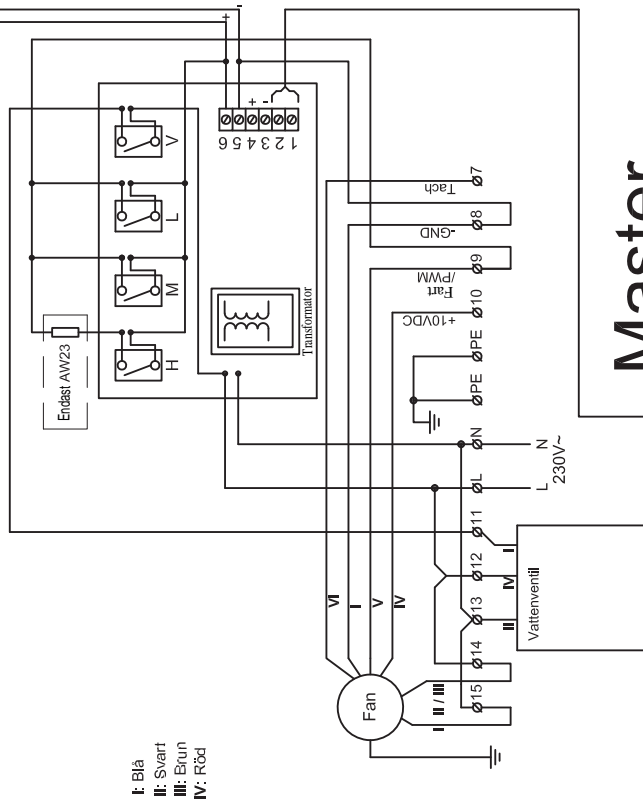 + -
V
L
M
H
+ -
6 5 4 3 2 1
Endast AW23
Transformator
Tach
-GND
Fart
/PWM
+10VDC
7
8
9
10
PE
PE
N
L
11
12
13
14
15
N
230V~
L
VI
I
V
IV
I
IV
II
Vattenventil
Fan
I
II / III
I: Blå
II: Svart
III: Brun
IV: Röd
Master